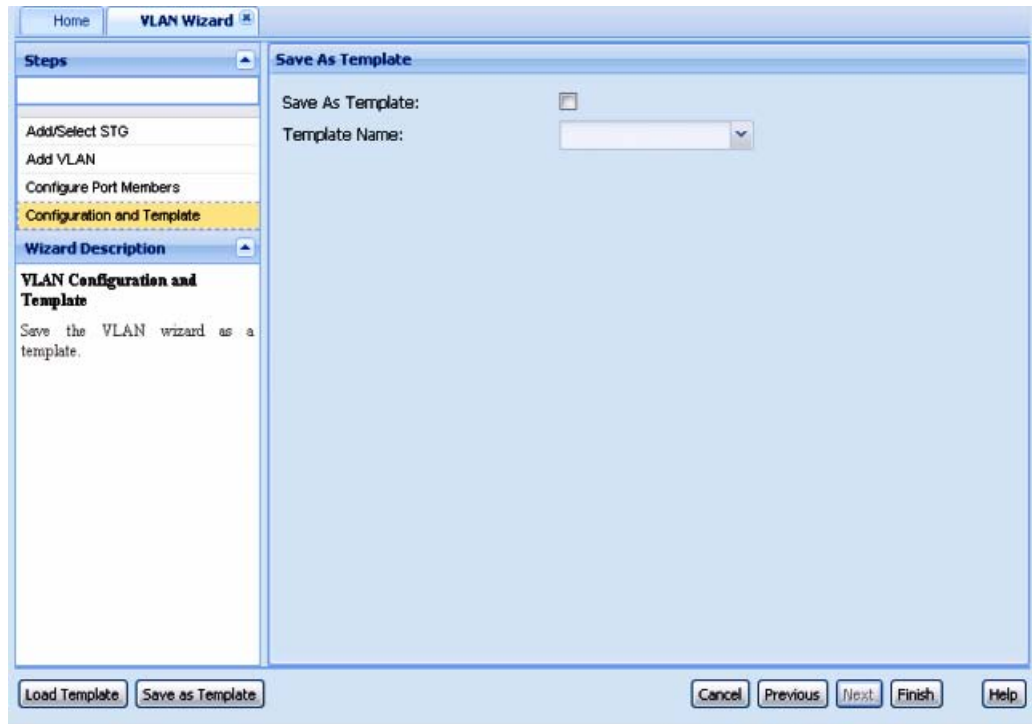 Home
VLAN Wizard
Steps
Add/Select STG
Add VLAN
Configure Port Members
Configuration and Template
Wizard Description
VLAN Configuration and
Template
Save the VLAN wizard as a
template.
Save As Template
Save As Template:
Template Name:
Load Template
Save as Template
Cancel
Previous
Next
Finish
Help